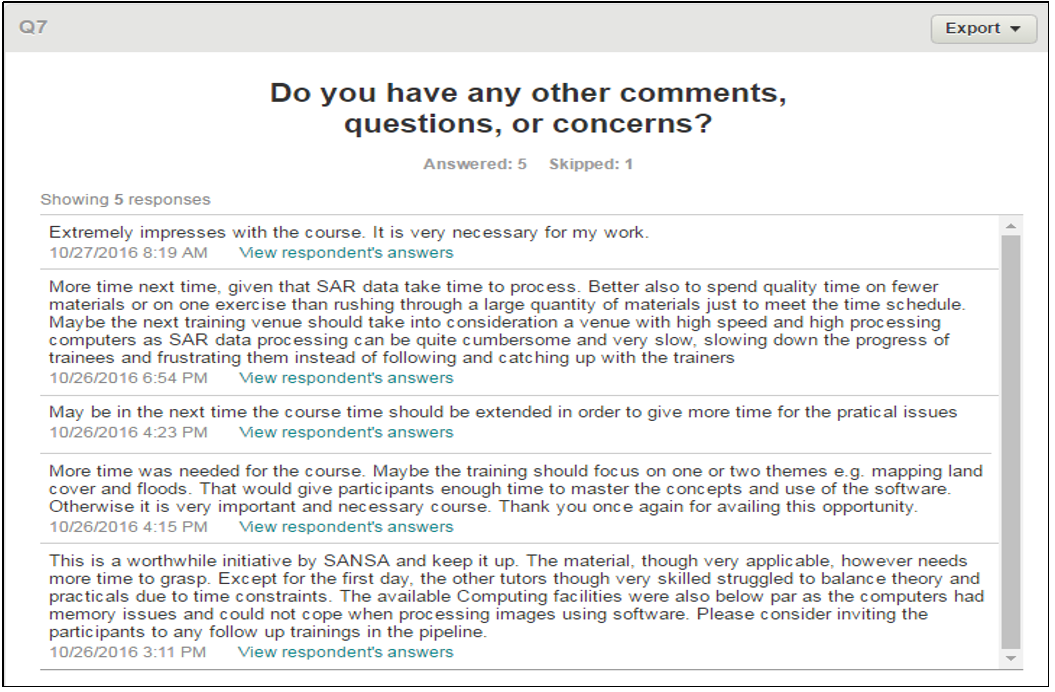 Q7
Export
Do you have any other comments,
questions, or concerns?
Answered: 5 Skipped: 1
Showing 5 responses
Extremely impresses with the course. It is very necessary for my work.
10/27/2016 8:19 AM View respondent's answers
More time next time, given that SAR data take time to process. Better also to spend quality time on fewer
materials or on one exercise than rushing through a large quantity of materials just to meet the time schedule.
Maybe the next training venue should take into consideration a venue with high speed and high processing
computers as SAR data processing can be quite cumbersome and very slow, slowing down the progress of
trainees and frustrating them instead of following and catching up with the trainers
10/26/2016 6:54 PM View respondent's answers
May be in the next time the course time should be extended in order to give more time for the pratical issues
10/26/2016 4:23 PM View respondent's answers
More time was needed for the course. Maybe the training should focus on one or two themes e.g. mapping land
cover and floods. That would give participants enough time to master the concepts and use of the software.
Otherwise it is very important and necessary course. Thank you once again for availing this opportunity.
10/26/2016 4:15 PM View respondent's answers
This is a worthwhile initiative by SANSA and keep it up. The material, though very applicable, however needs
more time to grasp. Except for the first day, the other tutors though very skilled struggled to balance theory and
practicals due to time constraints. The available Computing facilities were also below par as the computers had
memory issues and could not cope when processing images using software. Please consider inviting the
participants to any follow up trainings in the pipeline.
10/26/2016 3:11 PM View respondent's answers